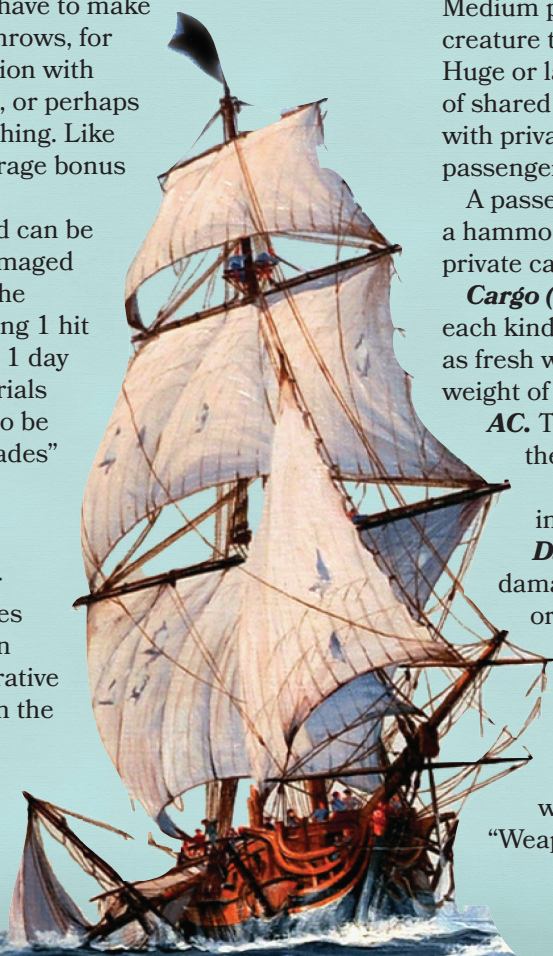 have to make
hrows, for
ion with
, or perhaps
hing. Like
rage bonus
d can be
maged
he
ng 1 hit
1 day
rials
o be
ades”
.
es
n
rative
n the
Medium p
creature t
Huge or la
of shared
with priva
passenge
A passe
a hammo
private ca
Cargo (
each kind
as fresh w
weight of
AC. T
the
in
D
dama
or
w
“Weap